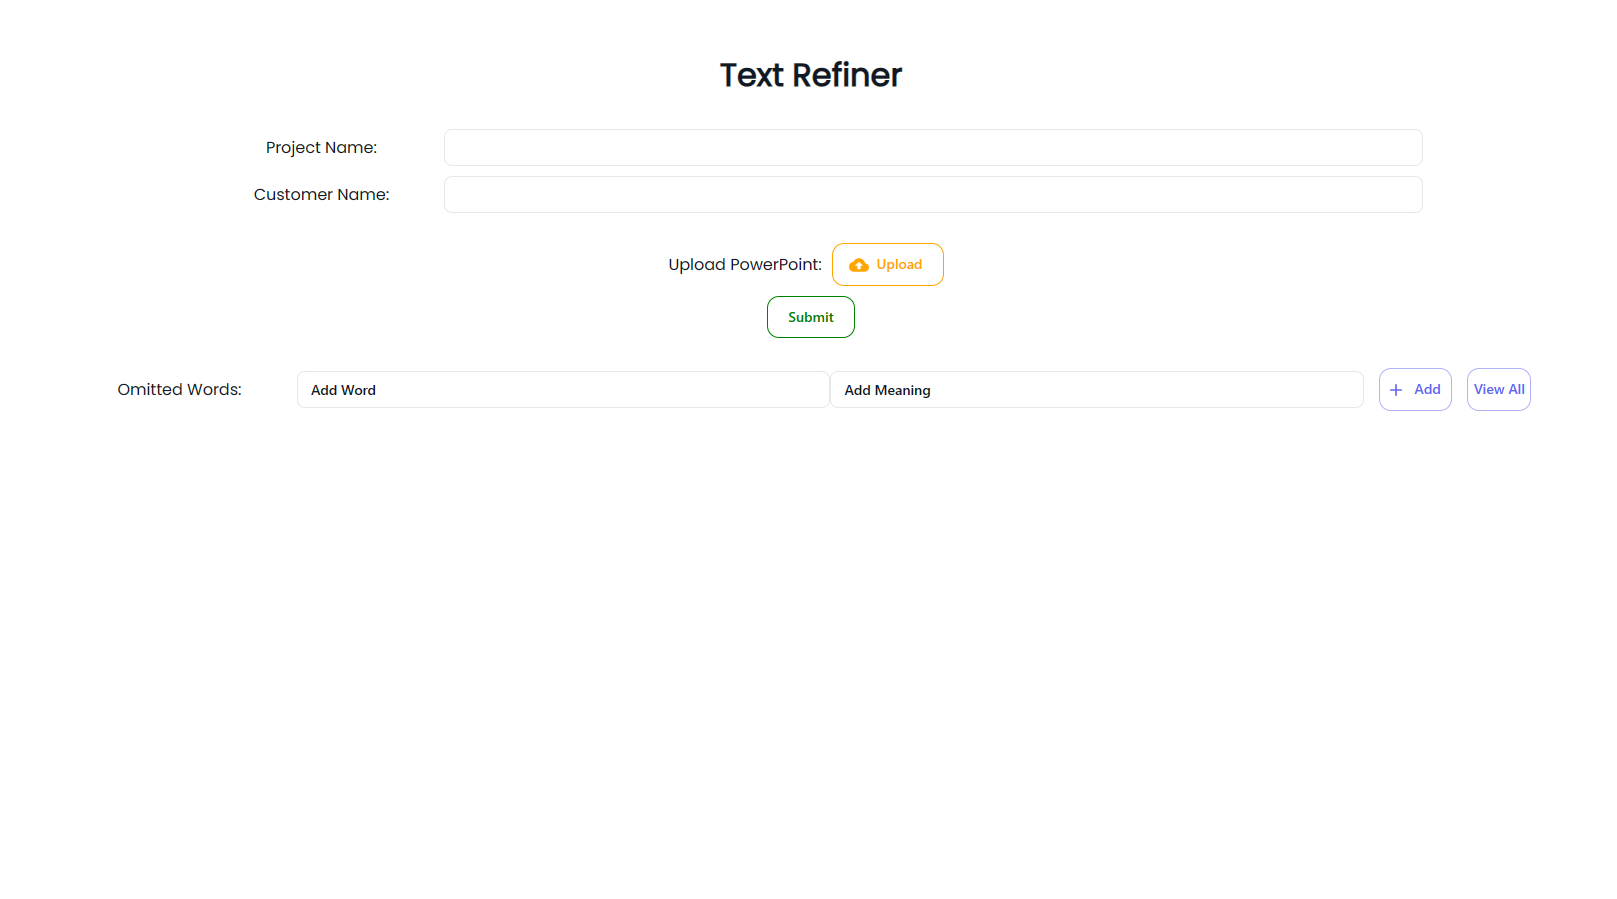 Text Refiner
Project Name:
Customer Name:
Upload PowerPoint: Upload
Submit
Omitted Words: Add Word Add Meaning + Add View All